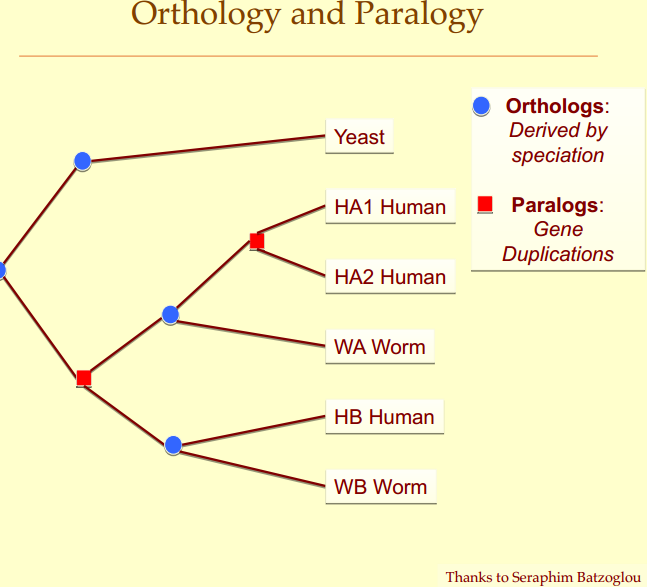 Orthology and Paralogy
Orthologs:
Derived by
speciation
Paralogs:
Gene
Duplications
Yeast
HA1 Human
HA2 Human
WA Worm
HB Human
WB Worm
Thanks to Seraphim Batzoglou